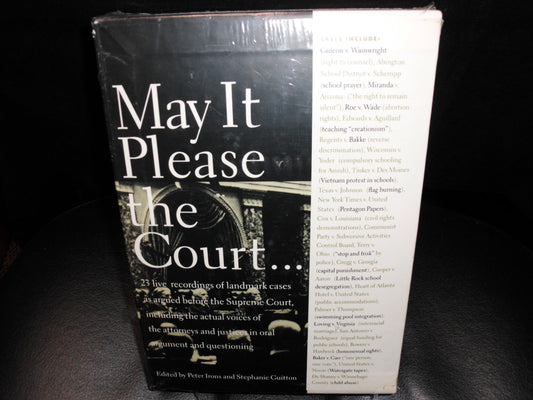 May It
Please
the
Court...
23 live recordings of landmark cases
as argued before the Supreme Court,
including the actual voices of
the attorneys and justices in oral
argument and questioning
Edited by Peter Irons and Stephanie Guitton
CASES INCLUDE:
Gideon v. Wainwright
(right to counsel), Abington
School District v. Schempp
(school prayer), Miranda v.
Arizona ("the right to remain
silent"), Roe v. Wade (abortion
rights), Edwards v. Aguillard
(teaching "creationism"),
Regents v. Bakke (reverse
discrimination), Wisconsin v.
Yoder (compulsory schooling
for Amish), Tinker v. Des Moines
(Vietnam protest in schools),
Texas v. Johnson (flag burning),
New York Times v. United
States (Pentagon Papers),
Cox v. Louisiana (civil rights
demonstrations), Communist
Party v. Subversive Activities
Control Board, Terry v.
Ohio ("stop and frisk" by
police), Gregg v. Georgia
(capital punishment), Cooper v.
Aaron (Little Rock school
desegregation), Heart of Atlanta
Hotel v. United States
(public accommodations),
Palmer v. Thompson
(swimming pool integration),
Loving v. Virginia (interracial
marriage), San Antonio v.
Rodriguez (equal funding for
public schools), Bowers v.
Hardwick (homosexual rights),
Baker v. Carr ("one person,
one vote"), United States v.
Nixon (Watergate tapes),
De Shaney v. Winnebago
County (child abuse)